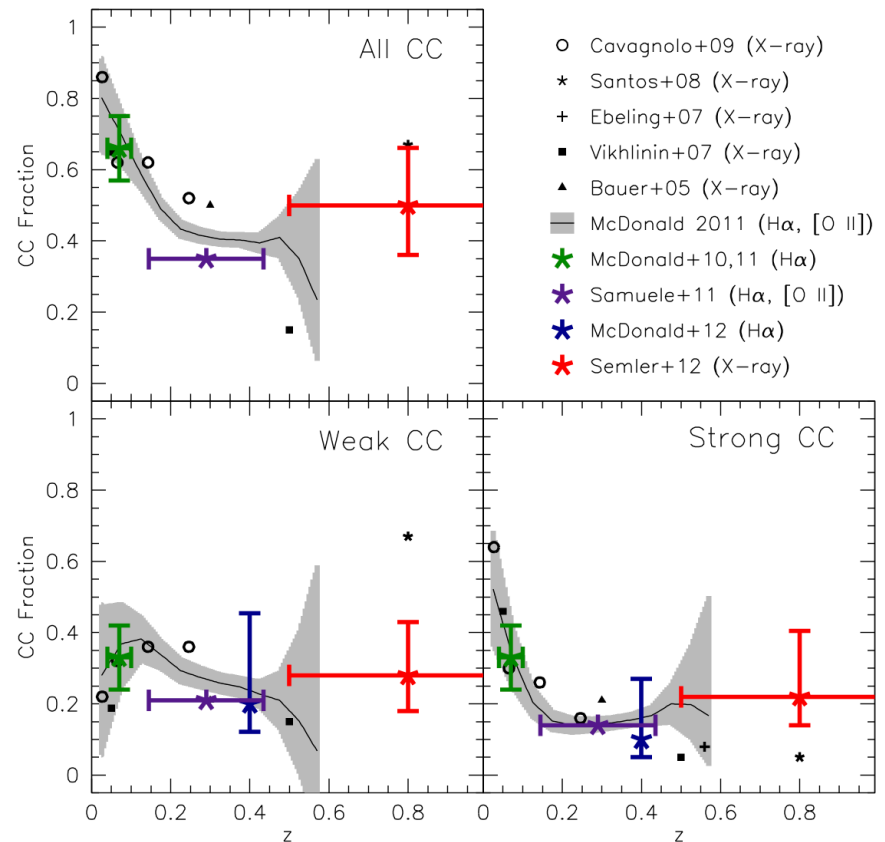 All CC
CC Fraction
1
0.8
0.6
0.4
0.2
0
Cavagnolo+09 (X-ray)
Santos+08 (X-ray)
Ebeling+07 (X-ray)
Vikhlinin+07 (X-ray)
Bauer+05 (X-ray)
McDonald 2011 (Hα, [O II])
McDonald+10,11 (Hα)
Samuele+11 (Hα, [O II])
McDonald+12 (Hα)
Semler+12 (X-ray)
Weak CC
CC Fraction
1
0.8
0.6
0.4
0.2
0
0 0.2 0.4 0.6 0.8
z
Strong CC
0 0.2 0.4 0.6 0.8
z